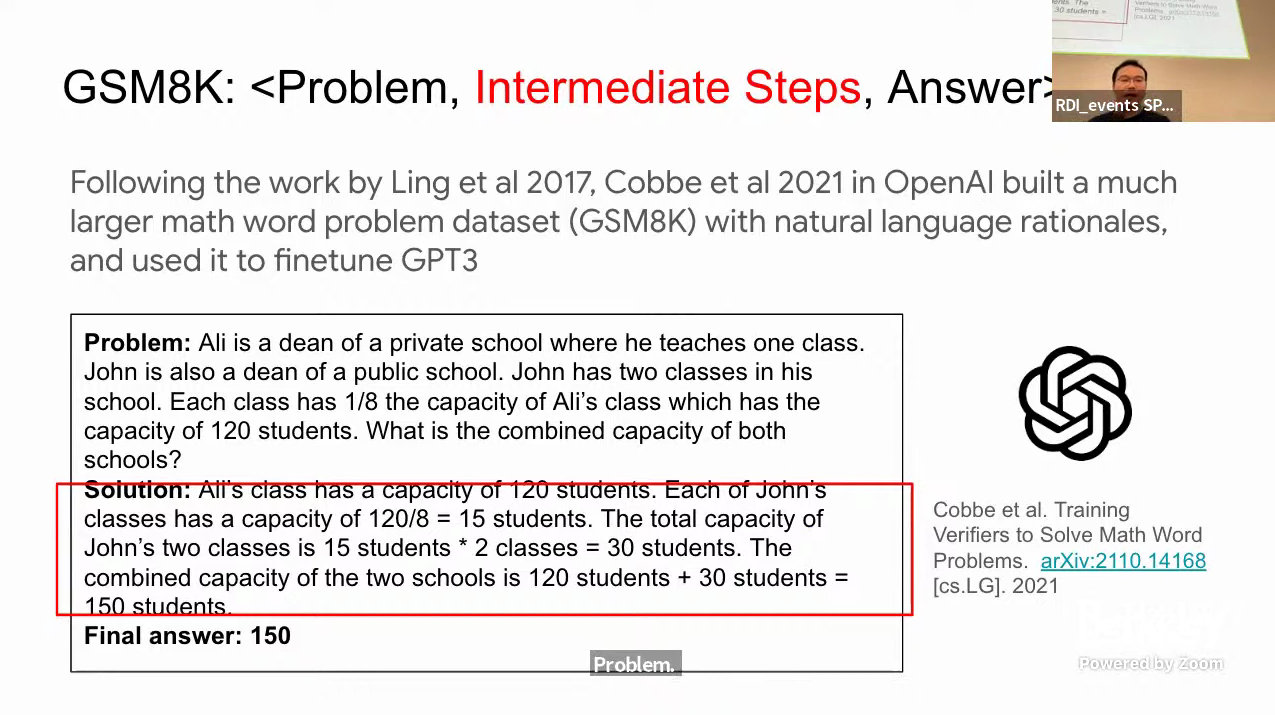 GSM8K: <Problem, Intermediate Steps, Answer>
RDI_events SP...
Following the work by Ling et al 2017, Cobbe et al 2021 in OpenAI built a much
larger math word problem dataset (GSM8K) with natural language rationales,
and used it to finetune GPT3
Problem: Ali is a dean of a private school where he teaches one class.
John is also a dean of a public school. John has two classes in his
school. Each class has 1/8 the capacity of Ali’s class which has the
capacity of 120 students. What is the combined capacity of both
schools?
Solution: Ali’s class has a capacity of 120 students. Each of John’s
classes has a capacity of 120/8 = 15 students. The total capacity of
John’s two classes is 15 students * 2 classes = 30 students. The
combined capacity of the two schools is 120 students + 30 students =
150 students.
Final answer: 150
Cobbe et al. Training
Verifiers to Solve Math Word
Problems. arXiv:2110.14168
[cs.LG]. 2021
Problem.
Powered by Zoom